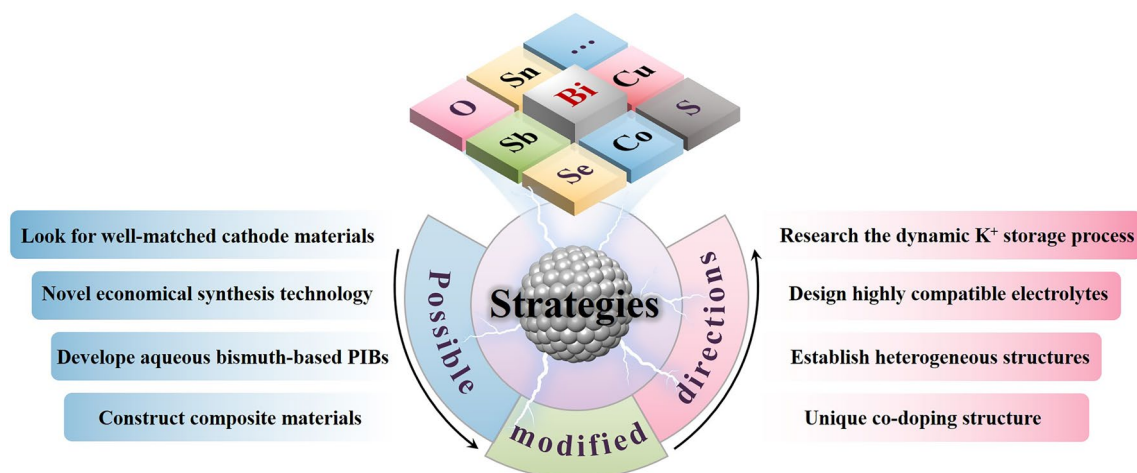 ...
Sn
Cu
O
Bi
S
Sb
Co
Se
Look for well-matched cathode materials
Novel economical synthesis technology
Develope aqueous bismuth-based PIBs
Construct composite materials
Strategies
Possible
modified
directions
Research the dynamic K⁺ storage process
Design highly compatible electrolytes
Establish heterogeneous structures
Unique co-doping structure